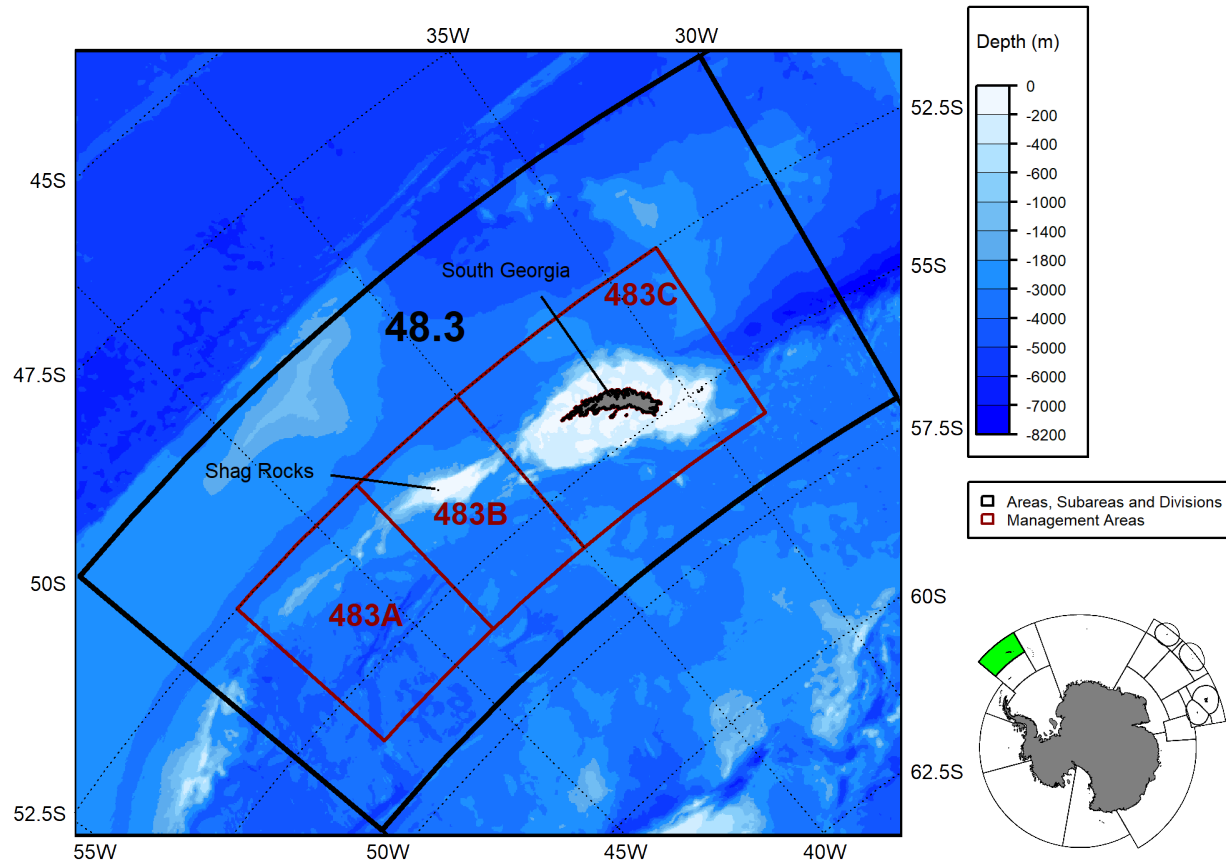 35W
30W
Depth (m)
0
-200
-600
-1000
-1400
-1800
-3000
-4000
-5000
-6000
-7000
-8200
52.5S
45S
55S
South Georgia
483C
48.3
47.5S
57.5S
Shag Rocks
483B
Areas, Subareas and Divisions
Management Areas
50S
60S
483A
62.5S
52.5S
55W
50W
45W
40W